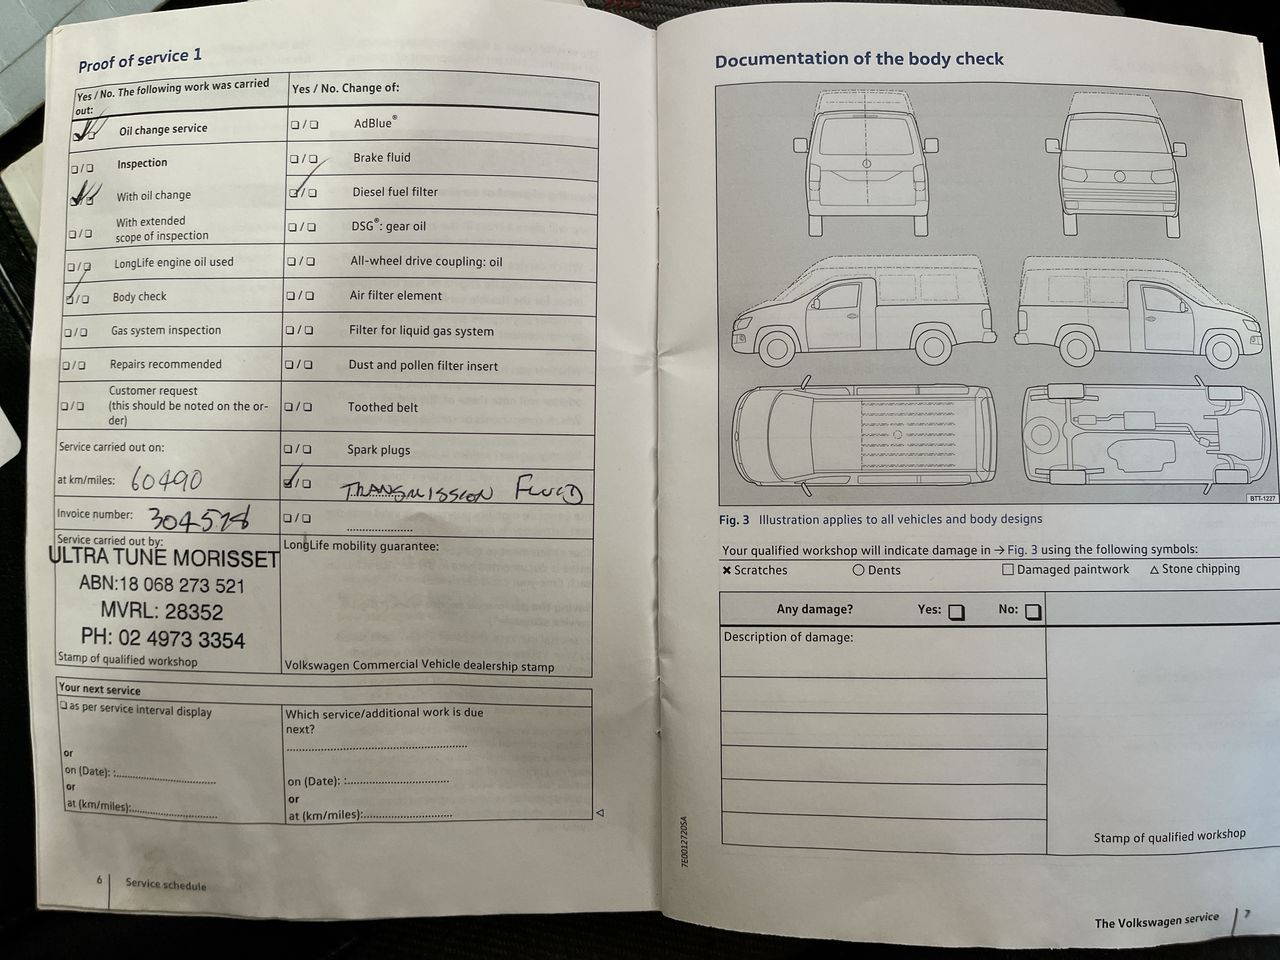 Proof of service 1
Yes / No. The following work was carried
out:
Yes / No. Change of:
Oil change service
❑ / ❑ AdBlue®
❑ / ❑ Inspection
❑ / ❑ Brake fluid
With oil change
❑ / ❑ Diesel fuel filter
❑ / ❑ With extended
scope of inspection
❑ / ❑ DSG®: gear oil
❑ / ❑ LongLife engine oil used
❑ / ❑ All-wheel drive coupling: oil
❑ / ❑ Body check
❑ / ❑ Air filter element
❑ / ❑ Gas system inspection
❑ / ❑ Filter for liquid gas system
❑ / ❑ Repairs recommended
❑ / ❑ Dust and pollen filter insert
Customer request
❑ / ❑ (this should be noted on the or-
der)
❑ / ❑ Toothed belt
Service carried out on:
❑ / ❑ Spark plugs
at km/miles: 60490
❑ / ❑ TRANSMISSION FLUID
Invoice number: 304578
❑ / ❑ ....................
Service carried out by:
ULTRA TUNE MORISSET
ABN:18 068 273 521
MVRL: 28352
PH: 02 4973 3354
Stamp of qualified workshop
LongLife mobility guarantee:
Volkswagen Commercial Vehicle dealership stamp
Your next service
❑ as per service interval display
or
on (Date): :..............................
or
at (km/miles):.........................
Which service/additional work is due
next?
......................................................
on (Date): :..............................
or
at (km/miles):.........................
6 Service schedule
Documentation of the body check
BTT-1227
Fig. 3 Illustration applies to all vehicles and body designs
Your qualified workshop will indicate damage in → Fig. 3 using the following symbols:
✖ Scratches ◯ Dents ☐ Damaged paintwork △ Stone chipping
Any damage? Yes: ❑ No: ❑
Description of damage:
Stamp of qualified workshop
7E0012720SA
The Volkswagen service 7